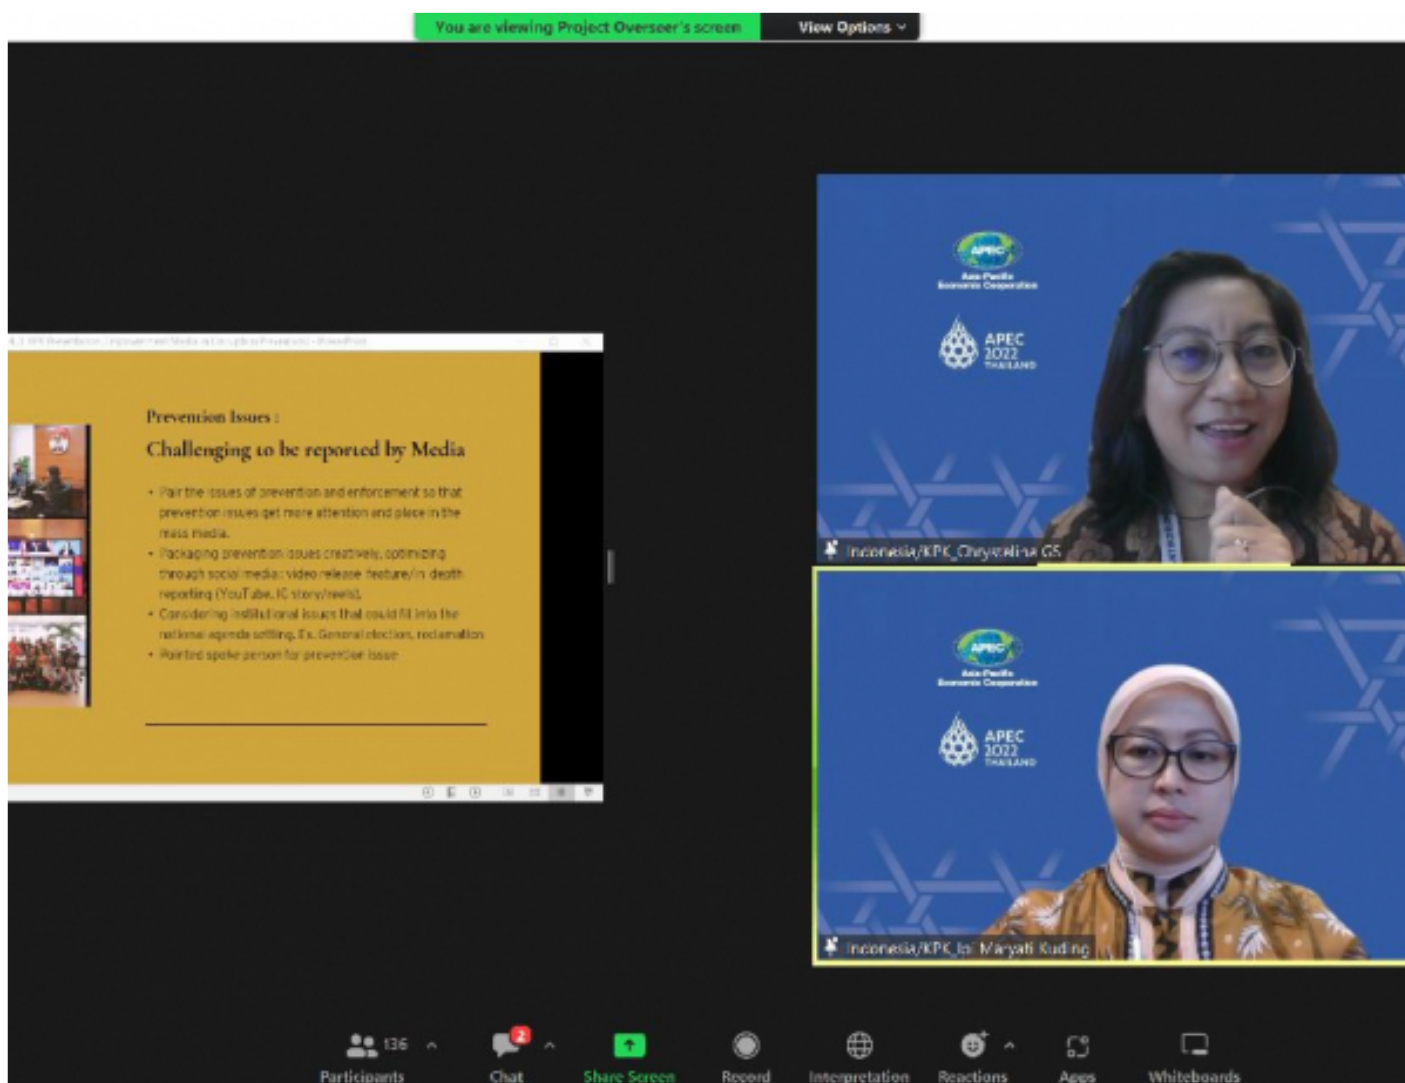 You are viewing Project Overseer's screen
View Options
Prevention Issues :
Challenging to be reported by Media
• Pair the issues of prevention and enforcement so that
prevention issues get more attention and place in the
mass media.
• Packaging prevention issues creatively, optimizing
through social media: video release feature/in depth
reporting (YouTube, IG story/reels).
• Considering institutional issues that could fill into the
national agenda setting. Ex. General election, reclamation
• Pointed spoke person for prevention issue
APEC
Asia-Pacific
Economic Cooperation
APEC
2022
THAILAND
Indonesia/KPK_Chrystelina GS
APEC
Asia-Pacific
Economic Cooperation
APEC
2022
THAILAND
Indonesia/KPK_Ipi Maryati Kuding
136
2
Participants
Chat
Share Screen
Record
Interpretation
Reactions
Apps
Whiteboards